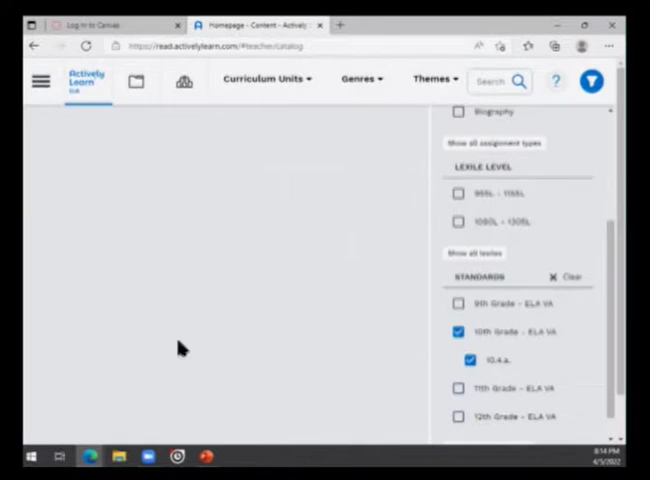 Log in to Canvas
Homepage - Content - Actively
https://read.activelylearn.com/#teacher/catalog
Actively
Learn
ELA
Curriculum Units
Genres
Themes
Search
?
Biography
Show all assignment types
LEXILE LEVEL
1080L - 1305L
Show all lexiles
STANDARDS
Clear
9th Grade - ELA VA
10th Grade - ELA VA
10.4.a.
11th Grade - ELA VA
12th Grade - ELA VA
8:14 PM
4/5/2022